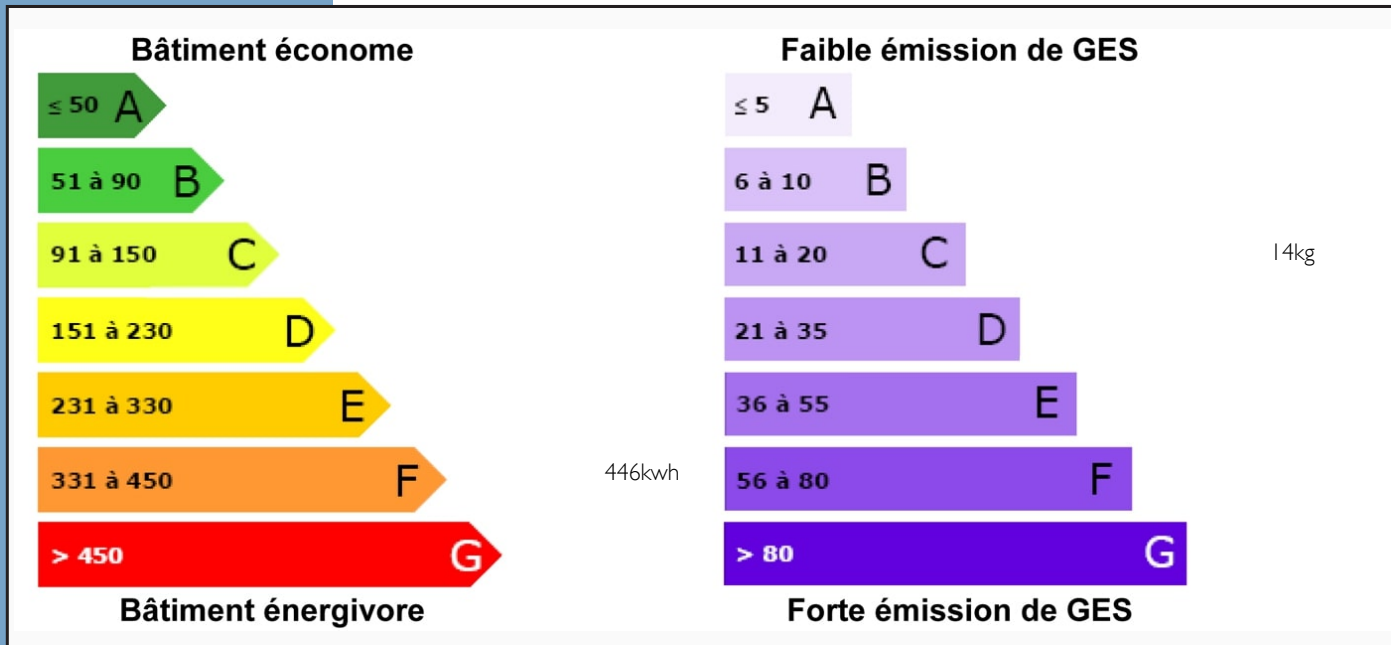 Bâtiment économe
≤ 50 A
51 à 90 B
91 à 150 C
151 à 230 D
231 à 330 E
331 à 450 F
446kwh
> 450 G
Bâtiment énergivore
Faible émission de GES
≤ 5 A
6 à 10 B
11 à 20 C
14kg
21 à 35 D
36 à 55 E
56 à 80 F
> 80 G
Forte émission de GES